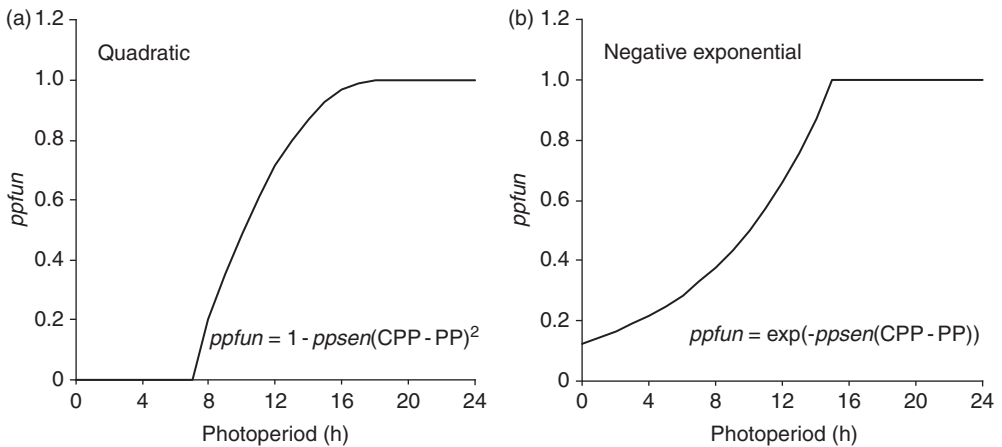 (a)
1.2
1.0
0.8
0.6
0.4
0.2
0
ppfun
Quadratic
ppfun = 1 - ppsen(CPP - PP)²
0 4 8 12 16 20 24
Photoperiod (h)
(b)
1.2
1.0
0.8
0.6
0.4
0.2
0
ppfun
Negative exponential
ppfun = exp(-ppsen(CPP - PP))
0 4 8 12 16 20 24
Photoperiod (h)